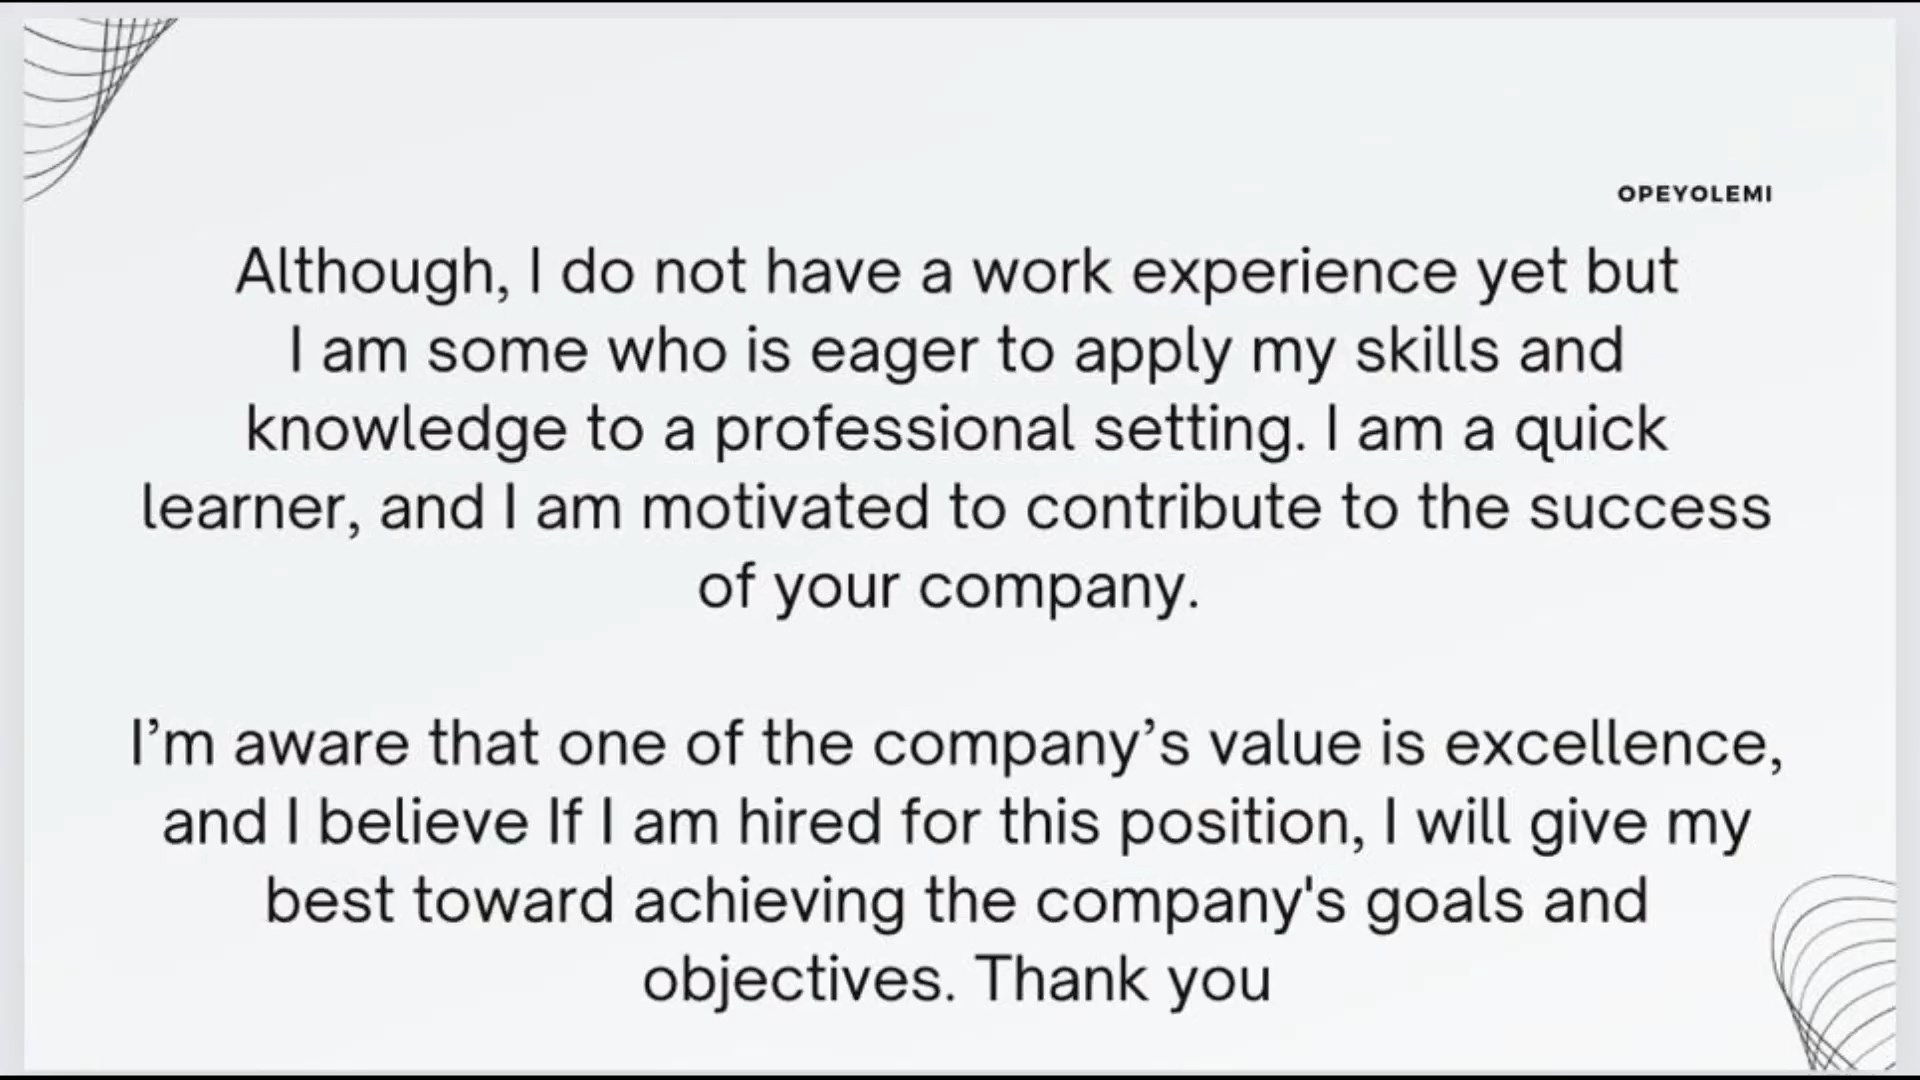 OPEYOLEMI
Although, I do not have a work experience yet but
I am some who is eager to apply my skills and
knowledge to a professional setting. I am a quick
learner, and I am motivated to contribute to the success
of your company.
I’m aware that one of the company’s value is excellence,
and I believe If I am hired for this position, I will give my
best toward achieving the company's goals and
objectives. Thank you